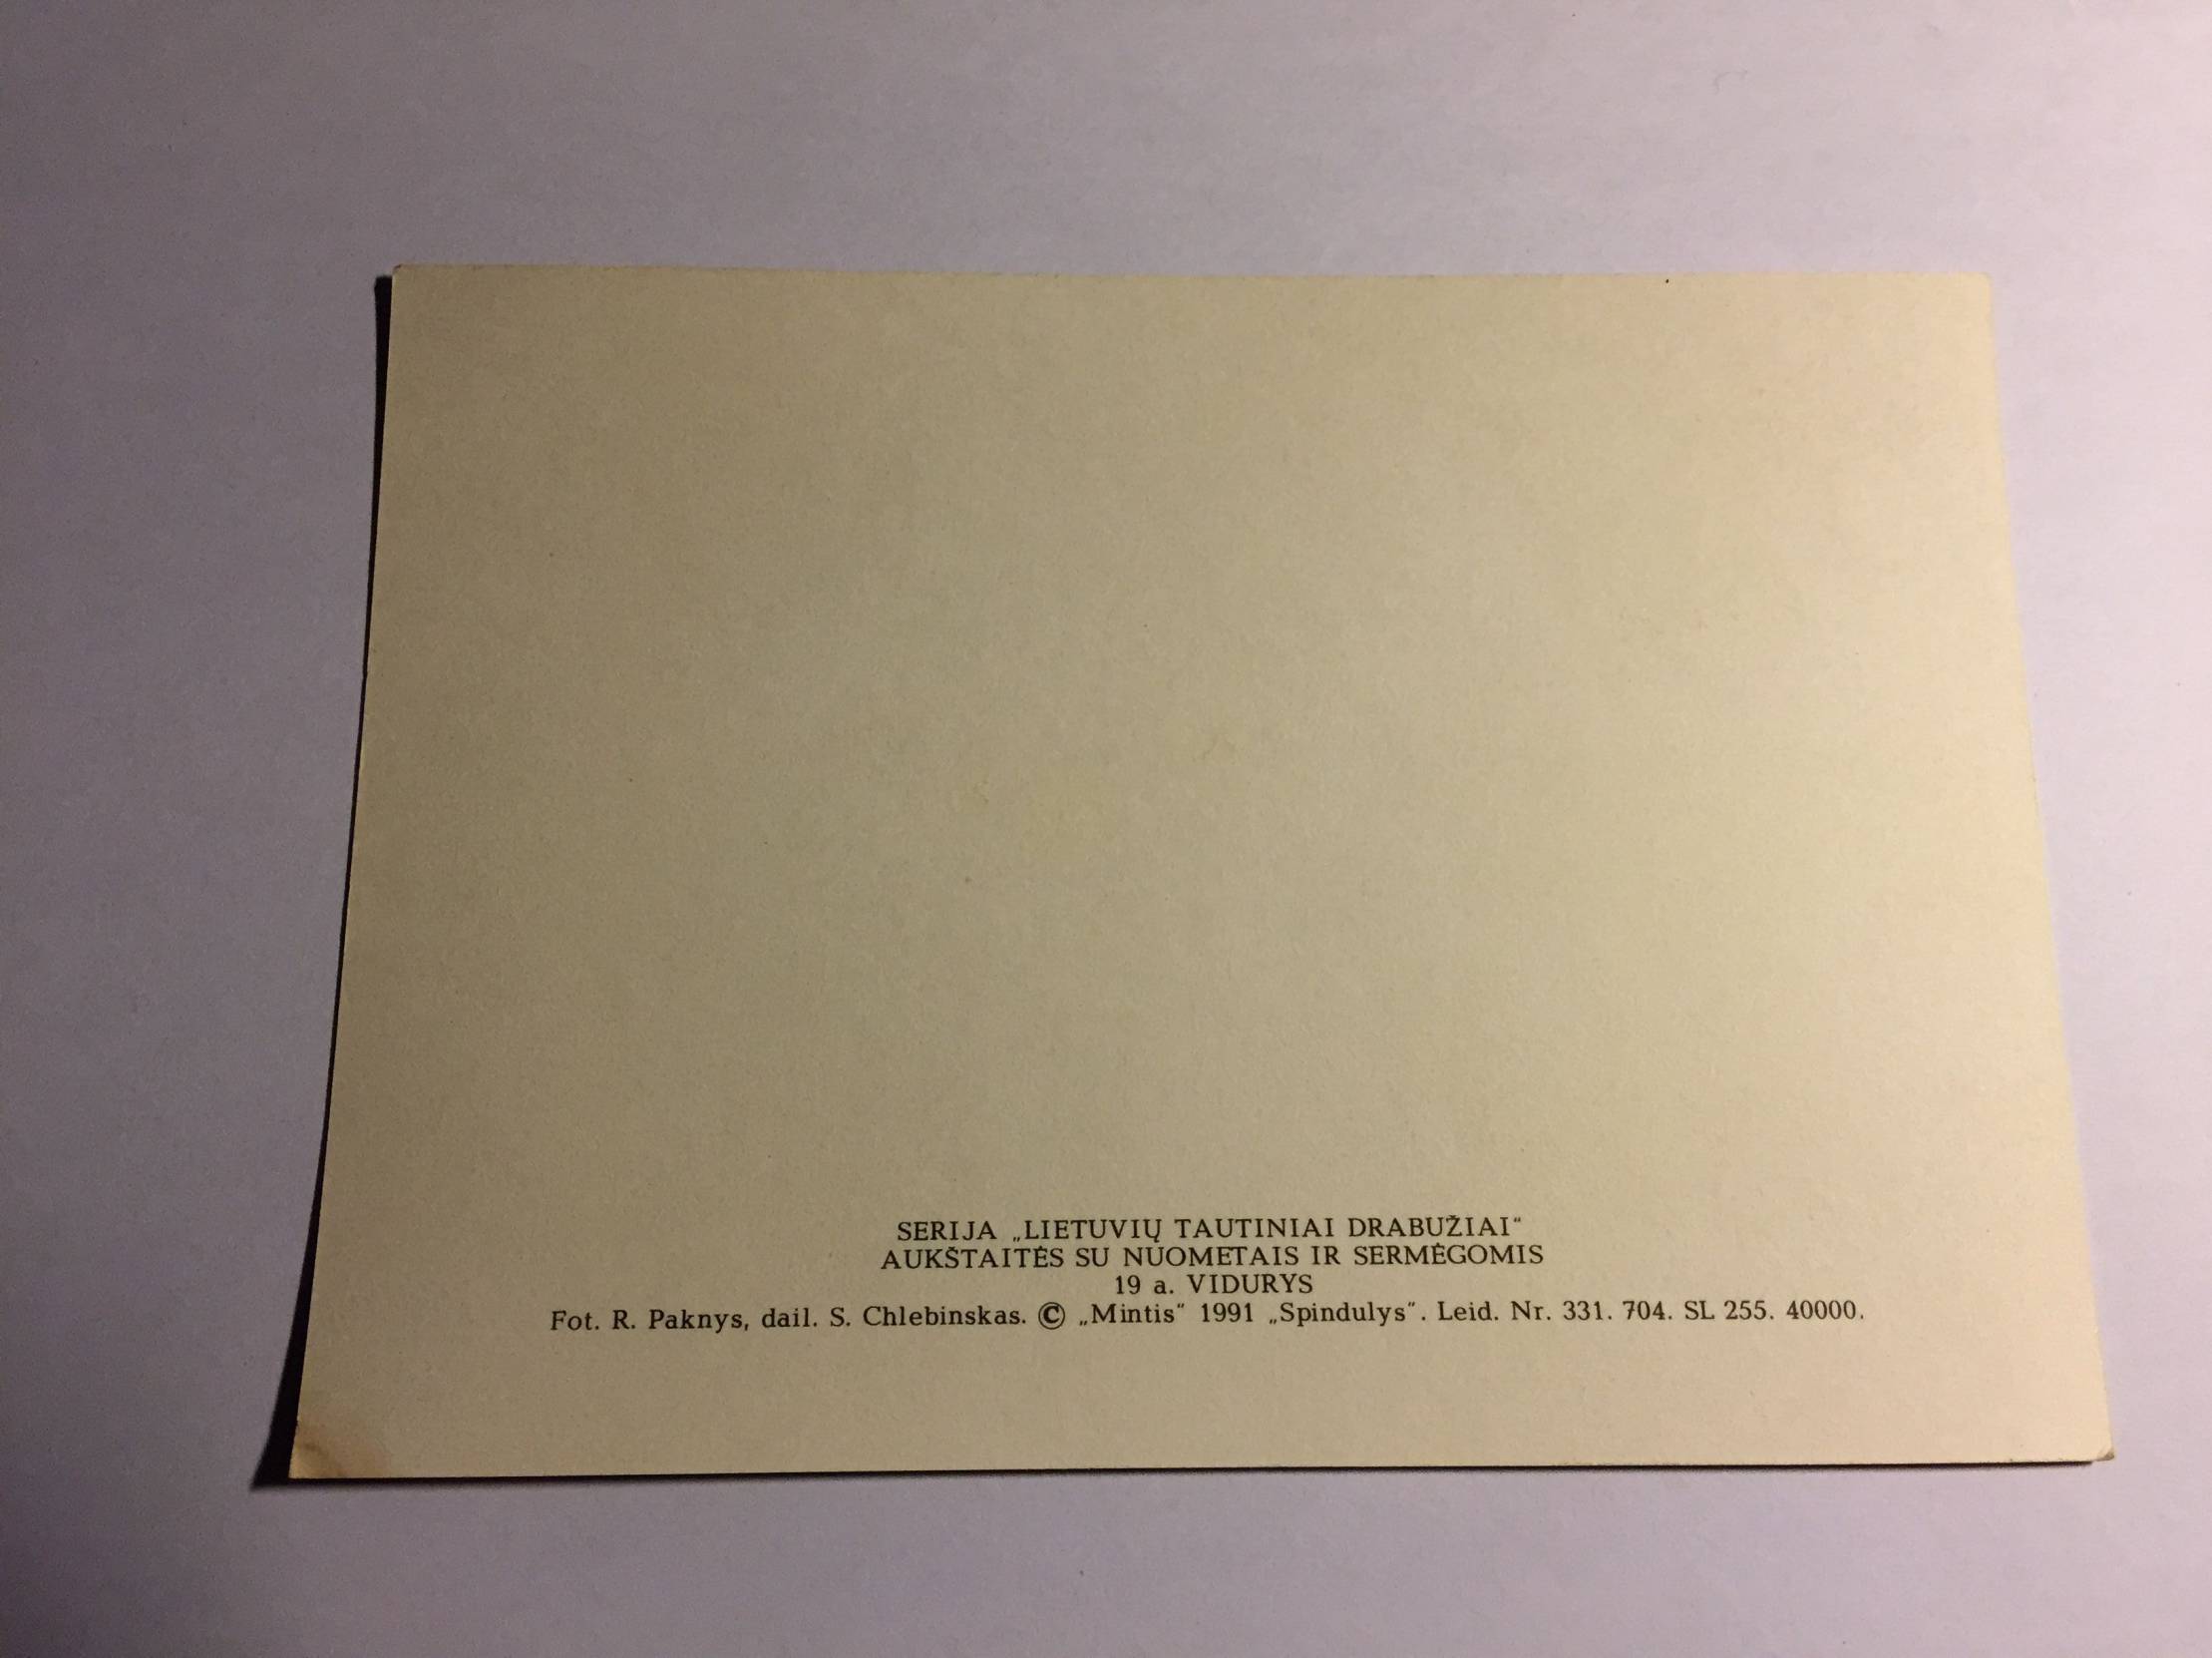 SERIJA „LIETUVIŲ TAUTINIAI DRABUŽIAI“
AUKŠTAITĖS SU NUOMETAIS IR SERMĖGOMIS
19 a. VIDURYS
Fot. R. Paknys, dail. S. Chlebinskas. © „Mintis“ 1991 „Spindulys“. Leid. Nr. 331. 704. SL 255. 40000.